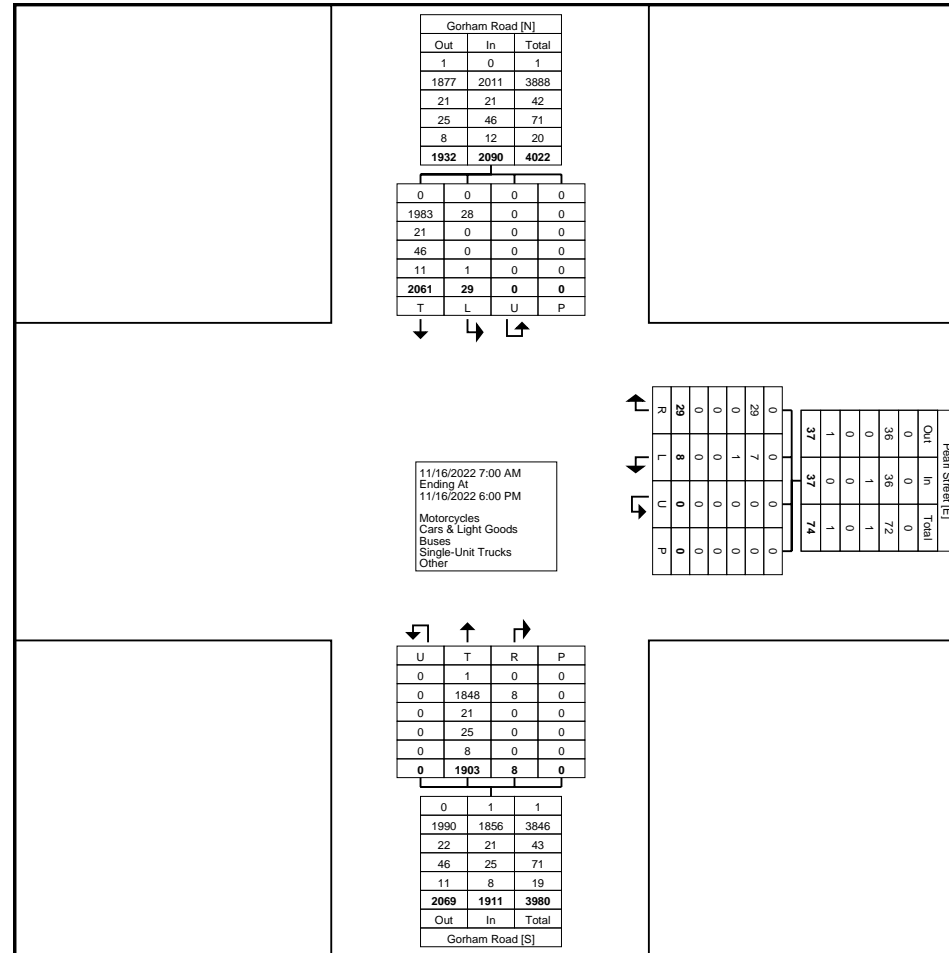 Gorham Road [N]
Out In Total
1 0 1
1877 2011 3888
21 21 42
25 46 71
8 12 20
1932 2090 4022
0 0 0 0
1983 28 0 0
21 0 0 0
46 0 0 0
11 1 0 0
2061 29 0 0
T L U P
Pearl Street [E]
Out In Total
0 0 0
36 36 72
0 1 1
0 0 0
1 0 1
37 37 74
0 0 0 0
29 7 0 0
0 1 0 0
0 0 0 0
0 0 0 0
29 8 0 0
R L U P
11/16/2022 7:00 AM
Ending At
11/16/2022 6:00 PM
Motorcycles
Cars & Light Goods
Buses
Single-Unit Trucks
Other
U T R P
0 1 0 0
0 1848 8 0
0 21 0 0
0 25 0 0
0 8 0 0
0 1903 8 0
0 1 1
1990 1856 3846
22 21 43
46 25 71
11 8 19
2069 1911 3980
Out In Total
Gorham Road [S]